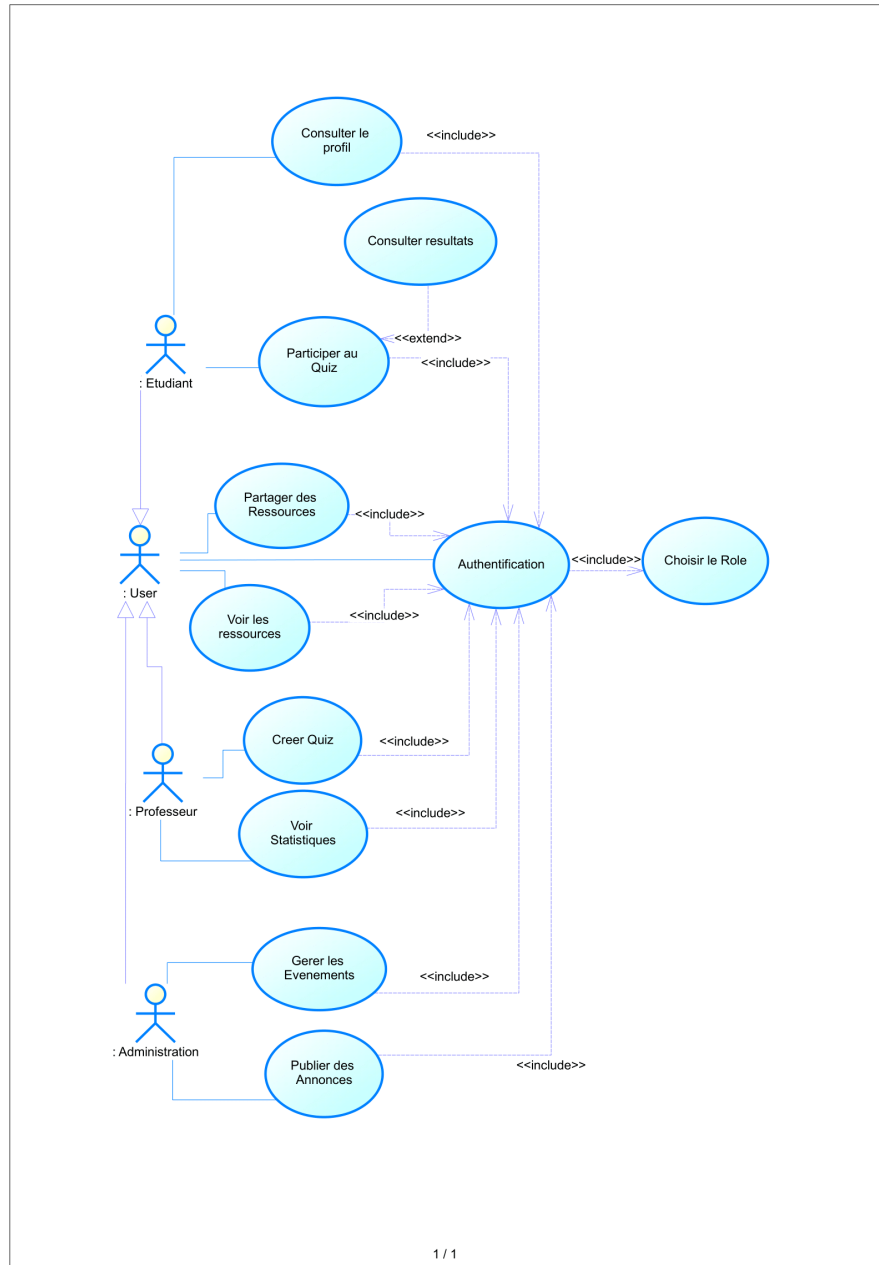 Consulter le
profil
<<include>>
Consulter resultats
<<extend>>
Participer au
Quiz
<<include>>
: Etudiant
Partager des
Ressources
<<include>>
: User
Authentification
<<include>>
Choisir le Role
Voir les
ressources
<<include>>
Creer Quiz
<<include>>
: Professeur
Voir
Statistiques
<<include>>
Gerer les
Evenements
<<include>>
: Administration
Publier des
Annonces
<<include>>
1 / 1